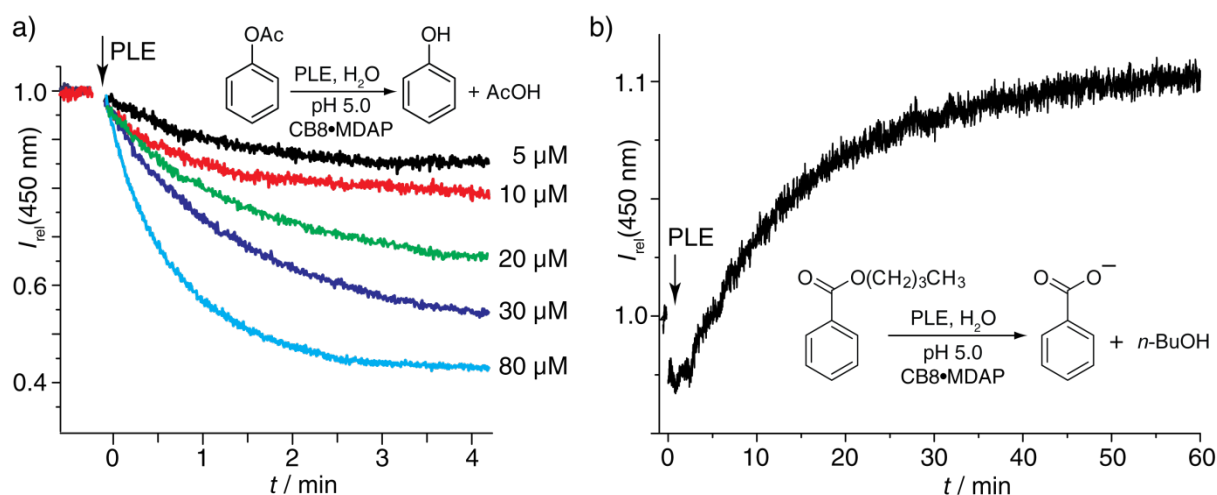 a)
PLE
OAc
PLE, H₂O
pH 5.0
CB8•MDAP
OH
+ AcOH
1.0
0.6
0.4
I_rel(450 nm)
5 µM
10 µM
20 µM
30 µM
80 µM
0 1 2 3 4
t / min
b)
1.10
1.0
I_rel(450 nm)
PLE
O
O(CH₂)₃CH₃
PLE, H₂O
pH 5.0
CB8•MDAP
O
O⁻
+ n-BuOH
0 10 20 30 40 50 60
t / min